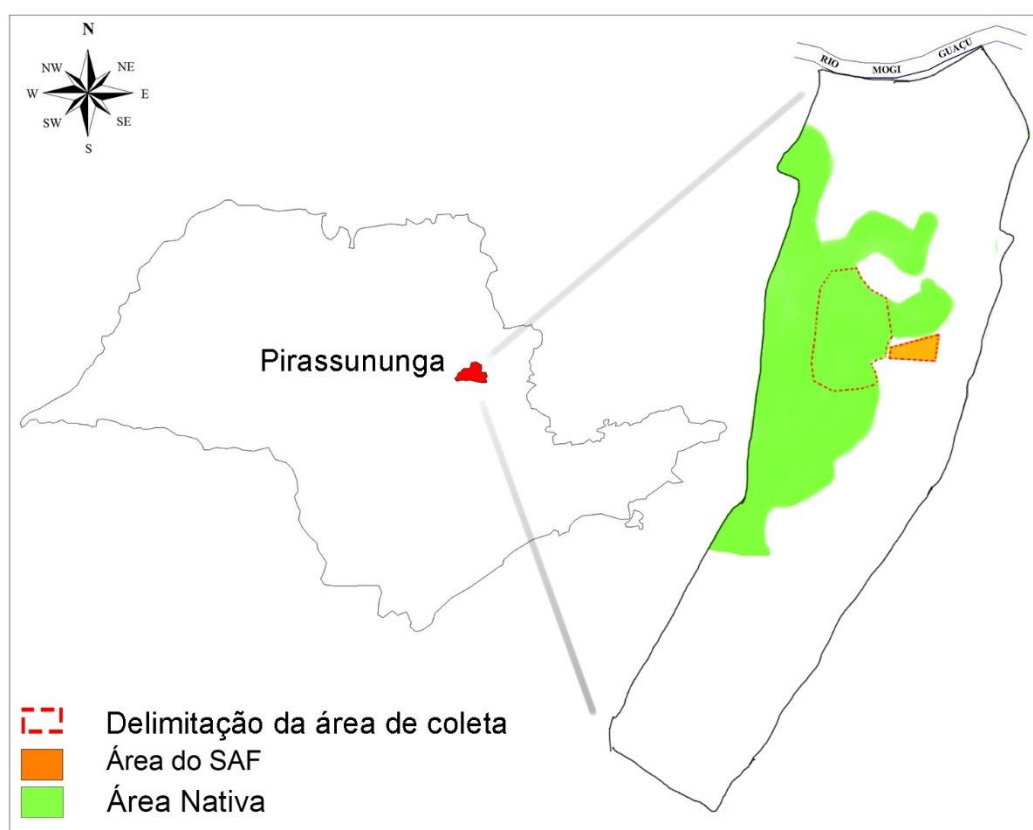 N
NW
NE
W
E
SW
SE
S
RIO MOGI GUAÇU
Pirassununga
Delimitação da área de coleta
Área do SAF
Área Nativa